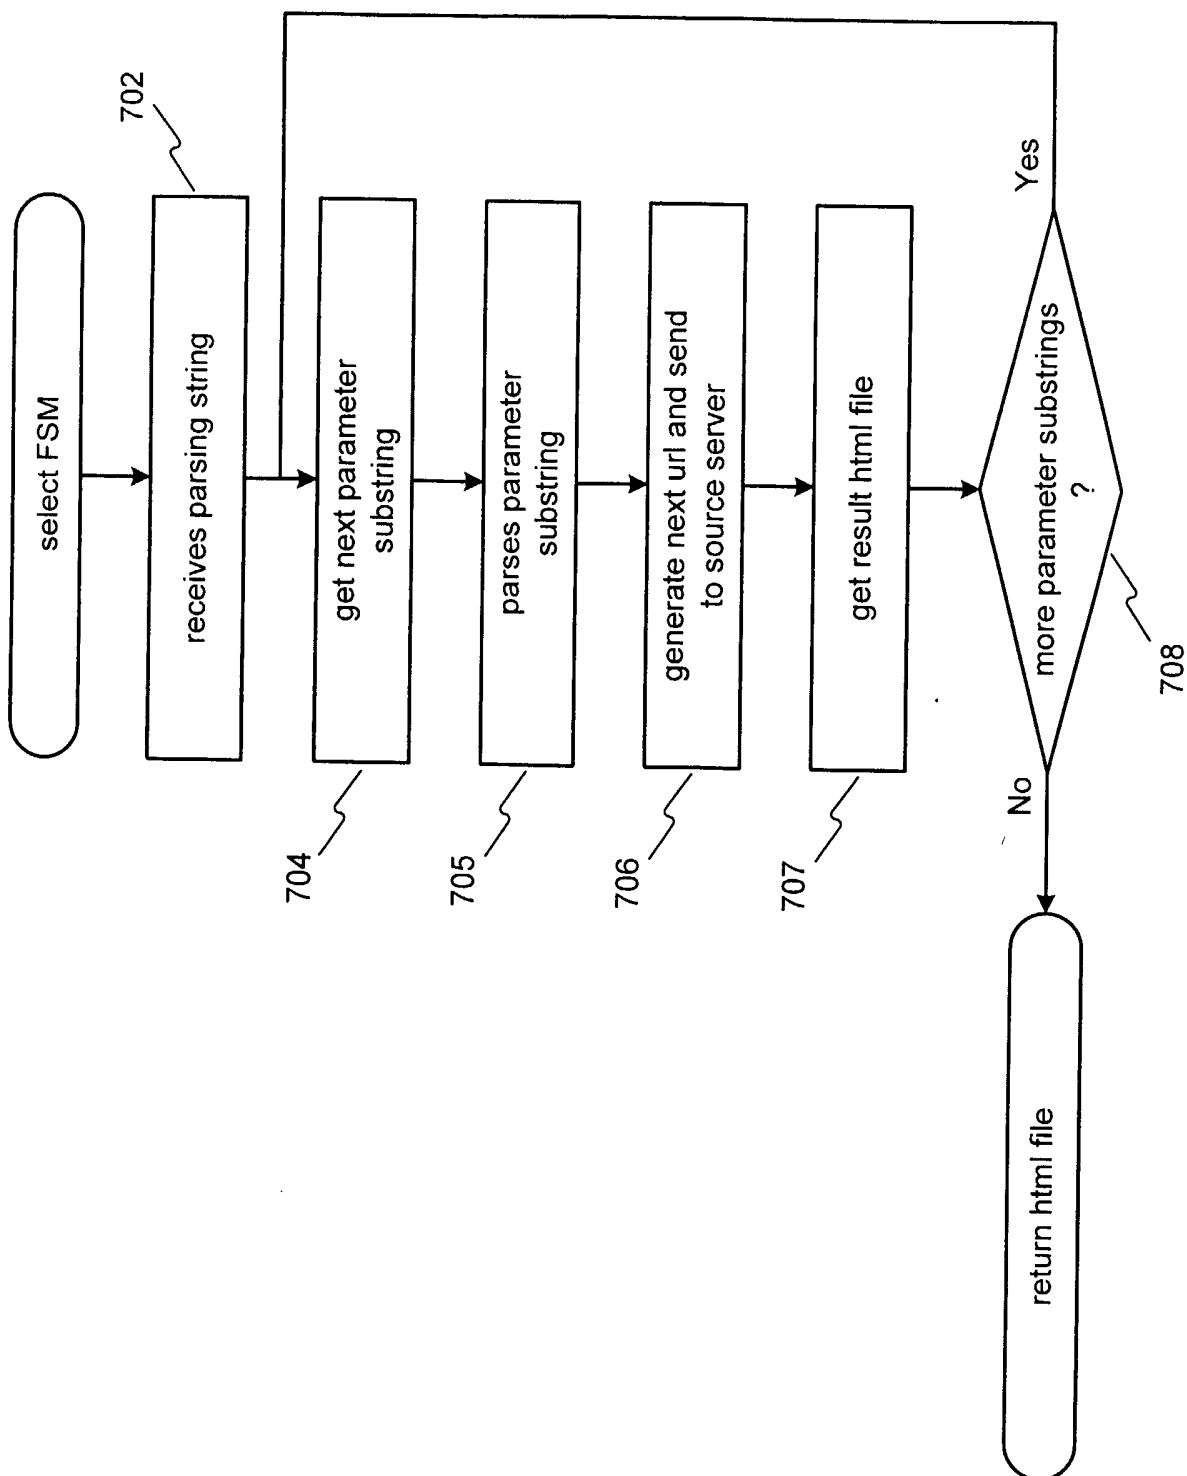 select FSM
702
receives parsing string
get next parameter
substring
704
parses parameter
substring
705
generate next url and send
to source server
706
get result html file
707
more parameter substrings
?
708
Yes
No
return html file